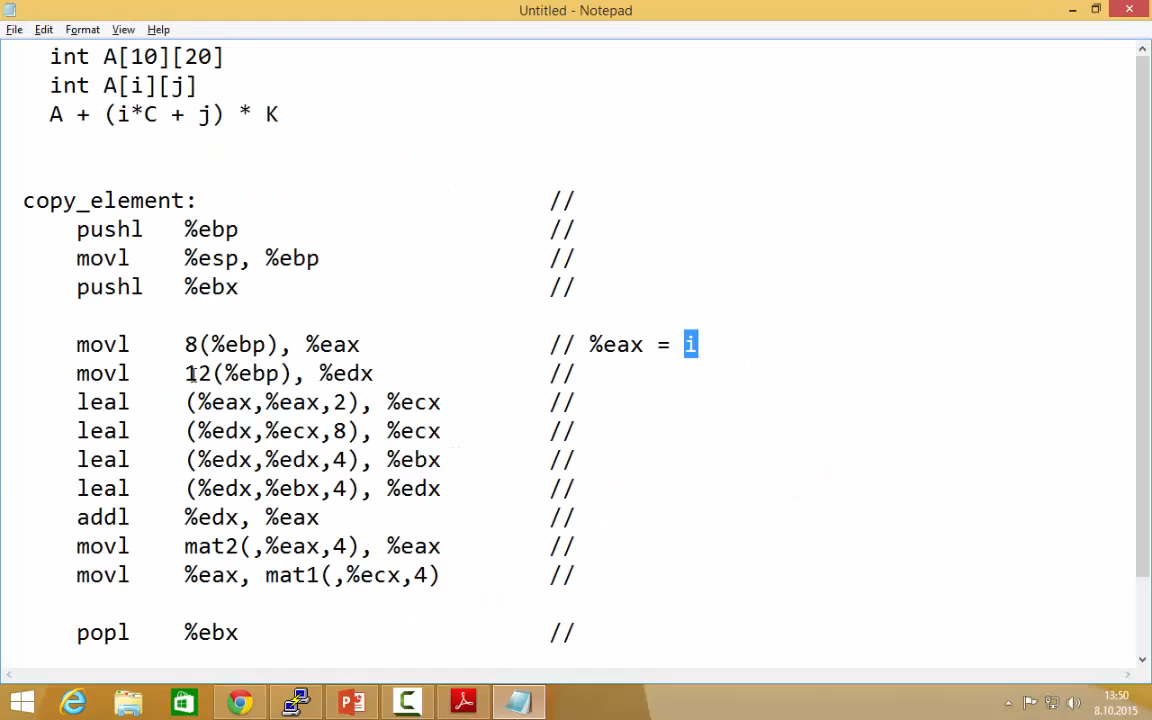 Untitled - Notepad
File Edit Format View Help
int A[10][20]
int A[i][j]
A + (i*C + j) * K
copy_element: //
pushl %ebp //
movl %esp, %ebp //
pushl %ebx //
movl 8(%ebp), %eax // %eax = i
movl 12(%ebp), %edx //
leal (%eax,%eax,2), %ecx //
leal (%edx,%ecx,8), %ecx //
leal (%edx,%edx,4), %ebx //
leal (%edx,%ebx,4), %edx //
addl %edx, %eax //
movl mat2(,%eax,4), %eax //
movl %eax, mat1(,%ecx,4) //
popl %ebx //
13:50
8.10.2015